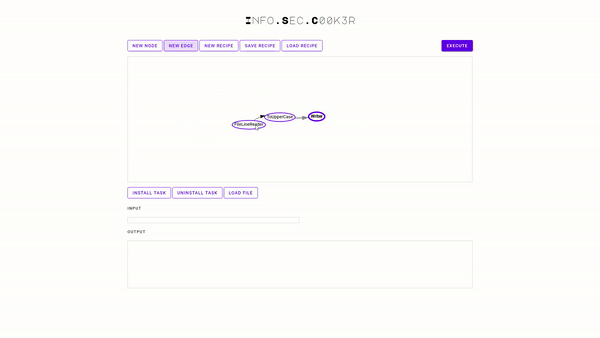 INFO.SEC.C00K3R
NEW NODE NEW EDGE NEW RECIPE SAVE RECIPE LOAD RECIPE EXECUTE
ToUpperCase Writer
FileLineReader
INSTALL TASK UNINSTALL TASK LOAD FILE
INPUT
OUTPUT